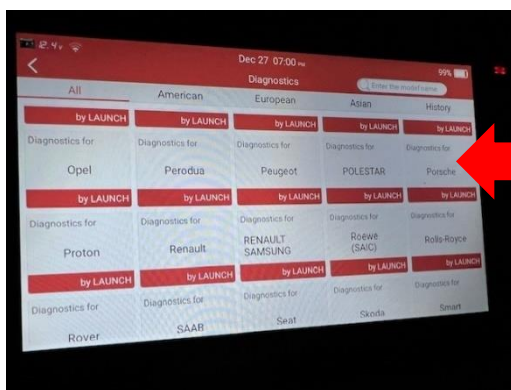 12.4v
Dec 27 07:00 PM
99%
Diagnostics
Enter the model name
All American European Asian History
by LAUNCH by LAUNCH by LAUNCH by LAUNCH by LAUNCH
Diagnostics for Diagnostics for Diagnostics for Diagnostics for Diagnostics for
Opel Perodua Peugeot POLESTAR Porsche
by LAUNCH by LAUNCH by LAUNCH by LAUNCH by LAUNCH
Diagnostics for Diagnostics for Diagnostics for Diagnostics for Diagnostics for
Proton Renault RENAULT SAMSUNG Roewe (SAIC) Rolls-Royce
by LAUNCH by LAUNCH by LAUNCH by LAUNCH by LAUNCH
Diagnostics for Diagnostics for Diagnostics for Diagnostics for Diagnostics for
Rover SAAB Seat Skoda Smart